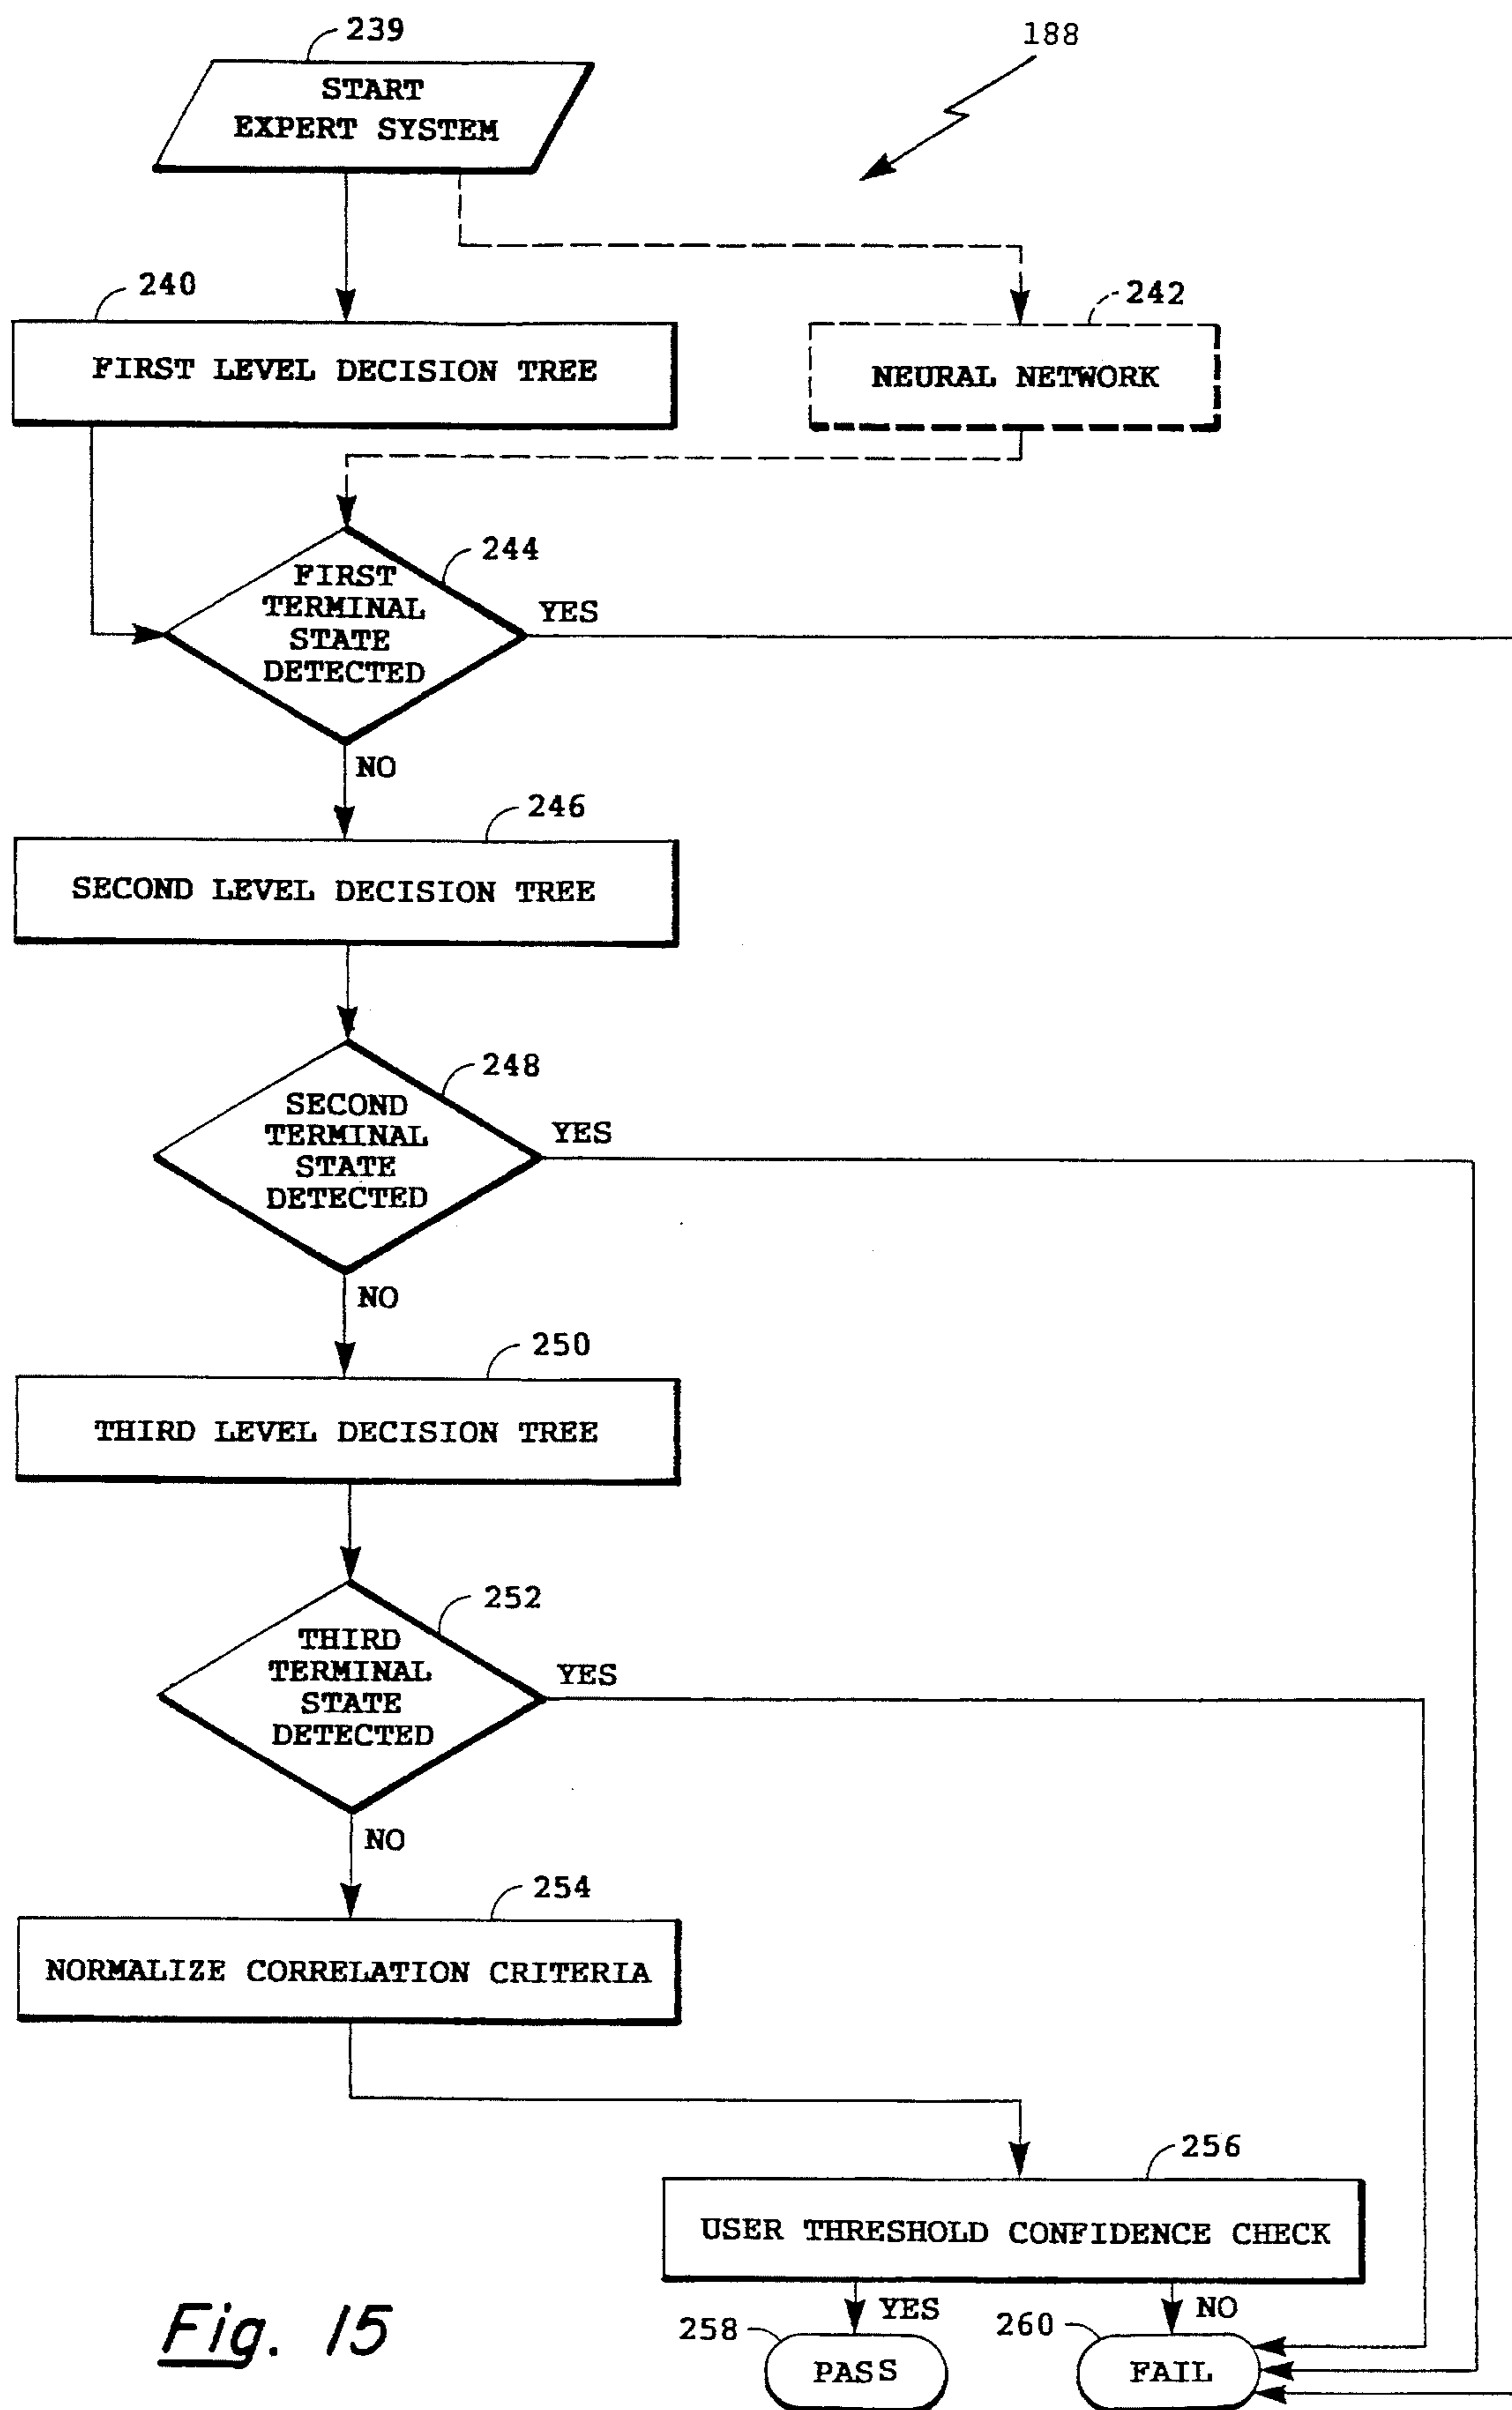 239
188
START
EXPERT SYSTEM
240
242
FIRST LEVEL DECISION TREE
NEURAL NETWORK
244
FIRST
TERMINAL
STATE
DETECTED
YES
NO
246
SECOND LEVEL DECISION TREE
248
SECOND
TERMINAL
STATE
DETECTED
YES
NO
250
THIRD LEVEL DECISION TREE
252
THIRD
TERMINAL
STATE
DETECTED
YES
NO
254
NORMALIZE CORRELATION CRITERIA
256
USER THRESHOLD CONFIDENCE CHECK
YES
NO
258
260
PASS
FAIL
Fig. 15